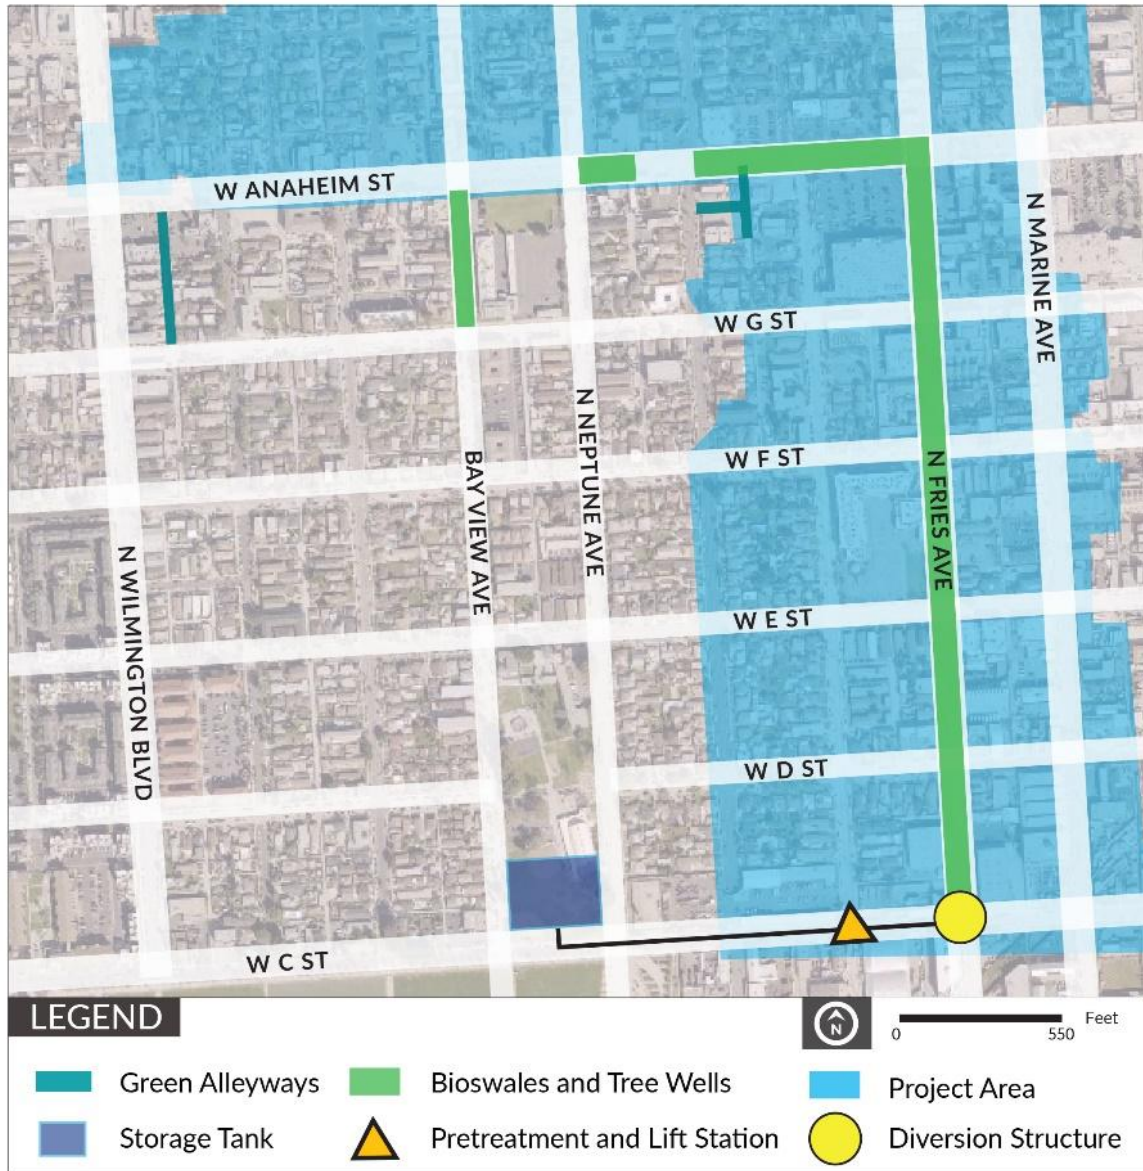 W ANAHEIM ST
N MARINE AVE
W G ST
N NEPTUNE AVE
W F ST
BAY VIEW AVE
N FRIES AVE
N WILMINGTON BLVD
W E ST
W D ST
W C ST
LEGEND
N
0 550 Feet
Green Alleyways
Bioswales and Tree Wells
Project Area
Storage Tank
Pretreatment and Lift Station
Diversion Structure